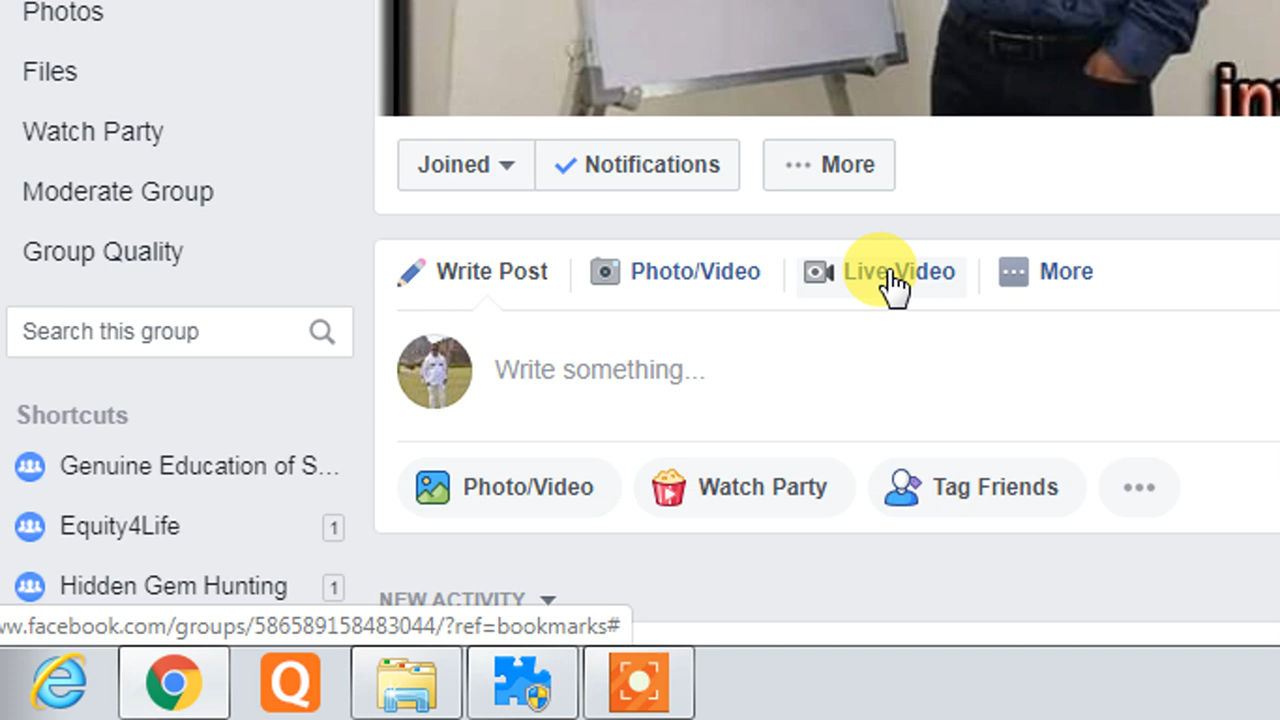 Photos
Files
Watch Party
Moderate Group
Group Quality
Search this group
Shortcuts
Genuine Education of S...
Equity4Life 1
Hidden Gem Hunting 1
Joined Notifications ... More
Write Post Photo/Video Live Video More
Write something...
Photo/Video Watch Party Tag Friends ...
NEW ACTIVITY
.facebook.com/groups/586589158483044/?ref=bookmarks#
Q